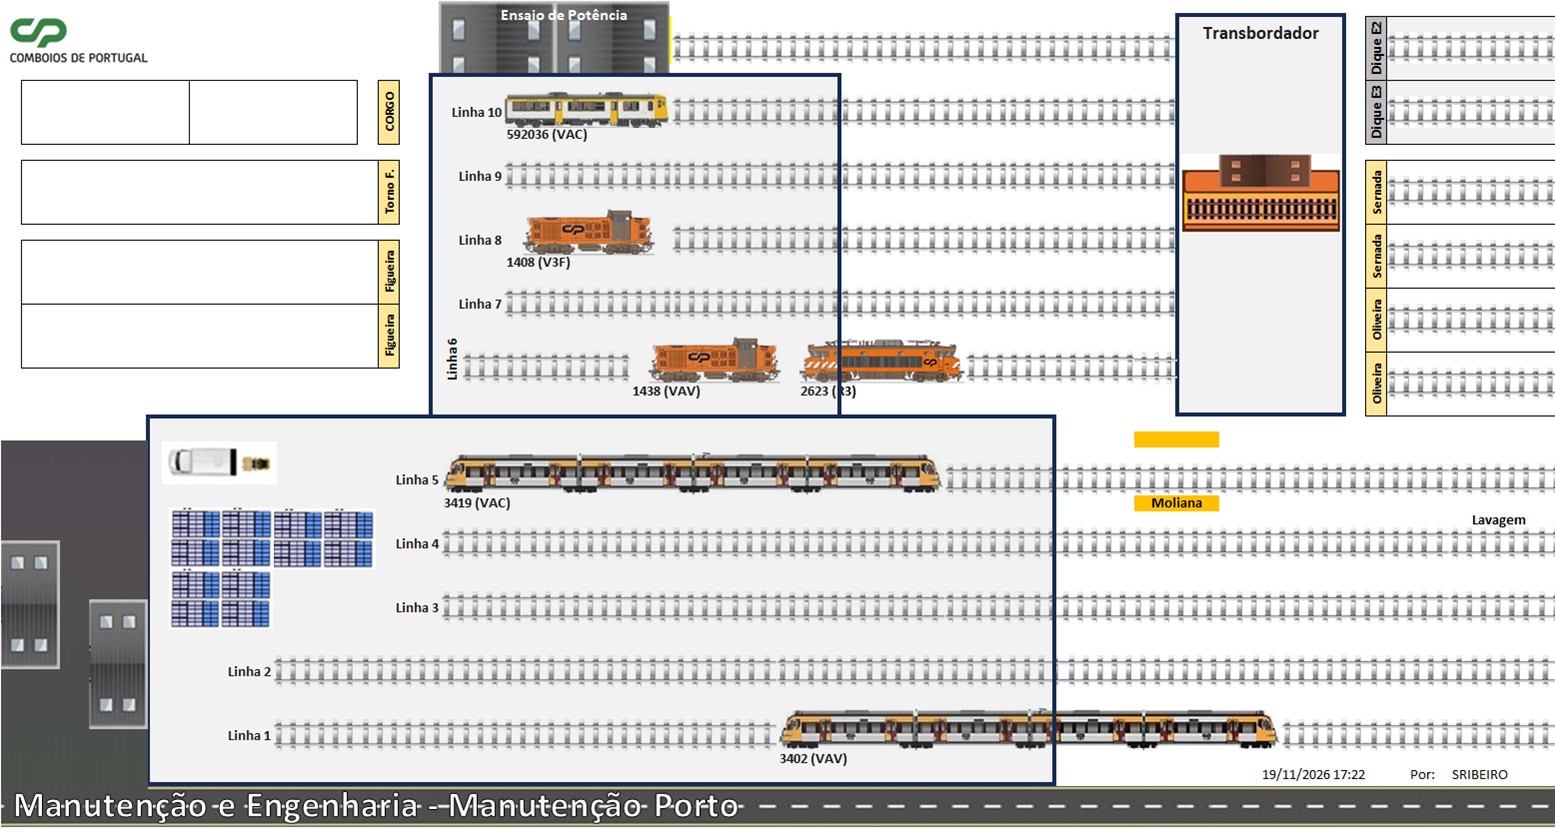 Ensaio de Potência
Transbordador
Dique E2
Dique E3
COMBOIOS DE PORTUGAL
CORGO
Linha 10
592036 (VAC)
Torno F.
Linha 9
Sernada
Linha 8
1408 (V3F)
Sernada
Figueira
Linha 7
Oliveira
Figueira
Linha 6
1438 (VAV)
2623 (R3)
Oliveira
Linha 5
3419 (VAC)
Moliana
Lavagem
Linha 4
Linha 3
Linha 2
Linha 1
3402 (VAV)
19/11/2026 17:22 Por: SRIBEIRO
Manutenção e Engenharia - Manutenção Porto